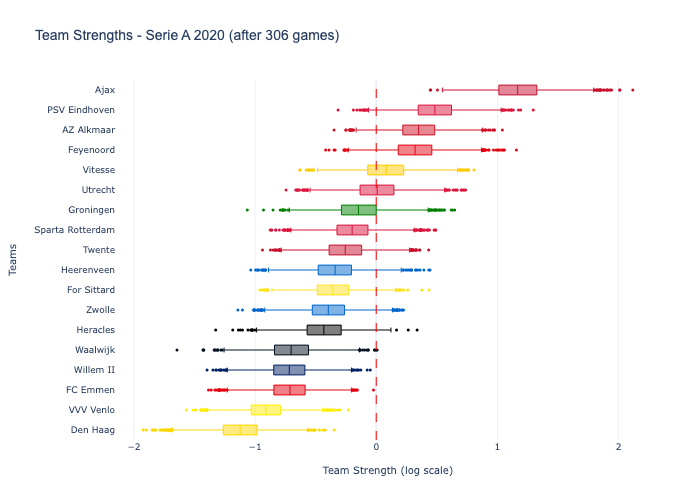 Team Strengths - Serie A 2020 (after 306 games)
Ajax
PSV Eindhoven
AZ Alkmaar
Feyenoord
Vitesse
Utrecht
Groningen
Sparta Rotterdam
Twente
Heerenveen
For Sittard
Zwolle
Heracles
Waalwijk
Willem II
FC Emmen
VVV Venlo
Den Haag
Teams
−2 −1 0 1 2
Team Strength (log scale)